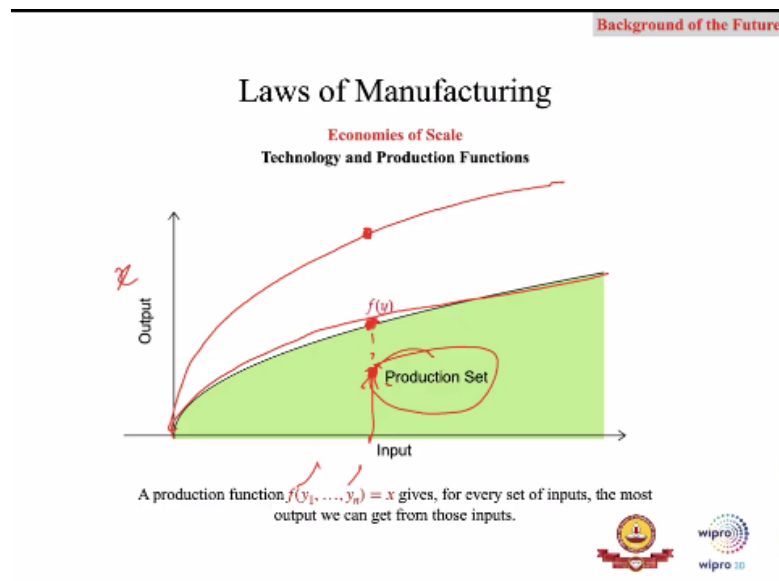 Background of the Future
Laws of Manufacturing
Economies of Scale
Technology and Production Functions
x
Output
f(y)
Production Set
Input
A production function f(y₁, …, yₙ) = x gives, for every set of inputs, the most
output we can get from those inputs.
wipro
wipro 3D